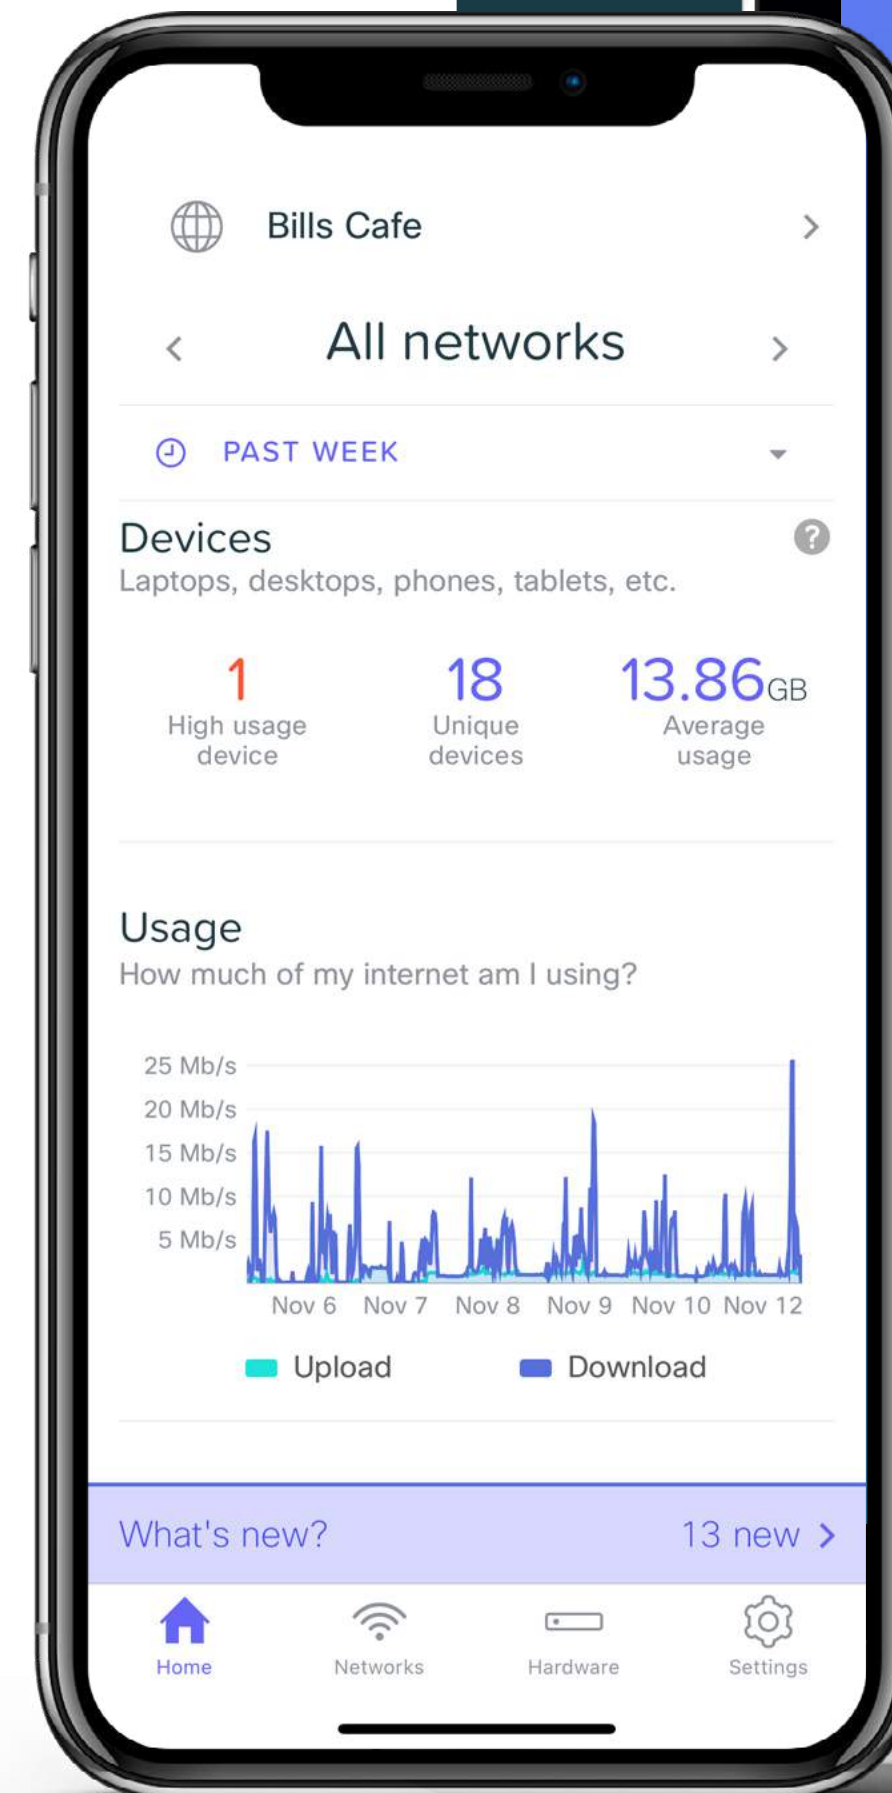 Bills Cafe
All networks
PAST WEEK
Devices
?
Laptops, desktops, phones, tablets, etc.
1
High usage
device
18
Unique
devices
13.86GB
Average
usage
Usage
How much of my internet am I using?
25 Mb/s
20 Mb/s
15 Mb/s
10 Mb/s
5 Mb/s
Nov 6 Nov 7 Nov 8 Nov 9 Nov 10 Nov 12
Upload Download
What's new? 13 new
Home Networks Hardware Settings